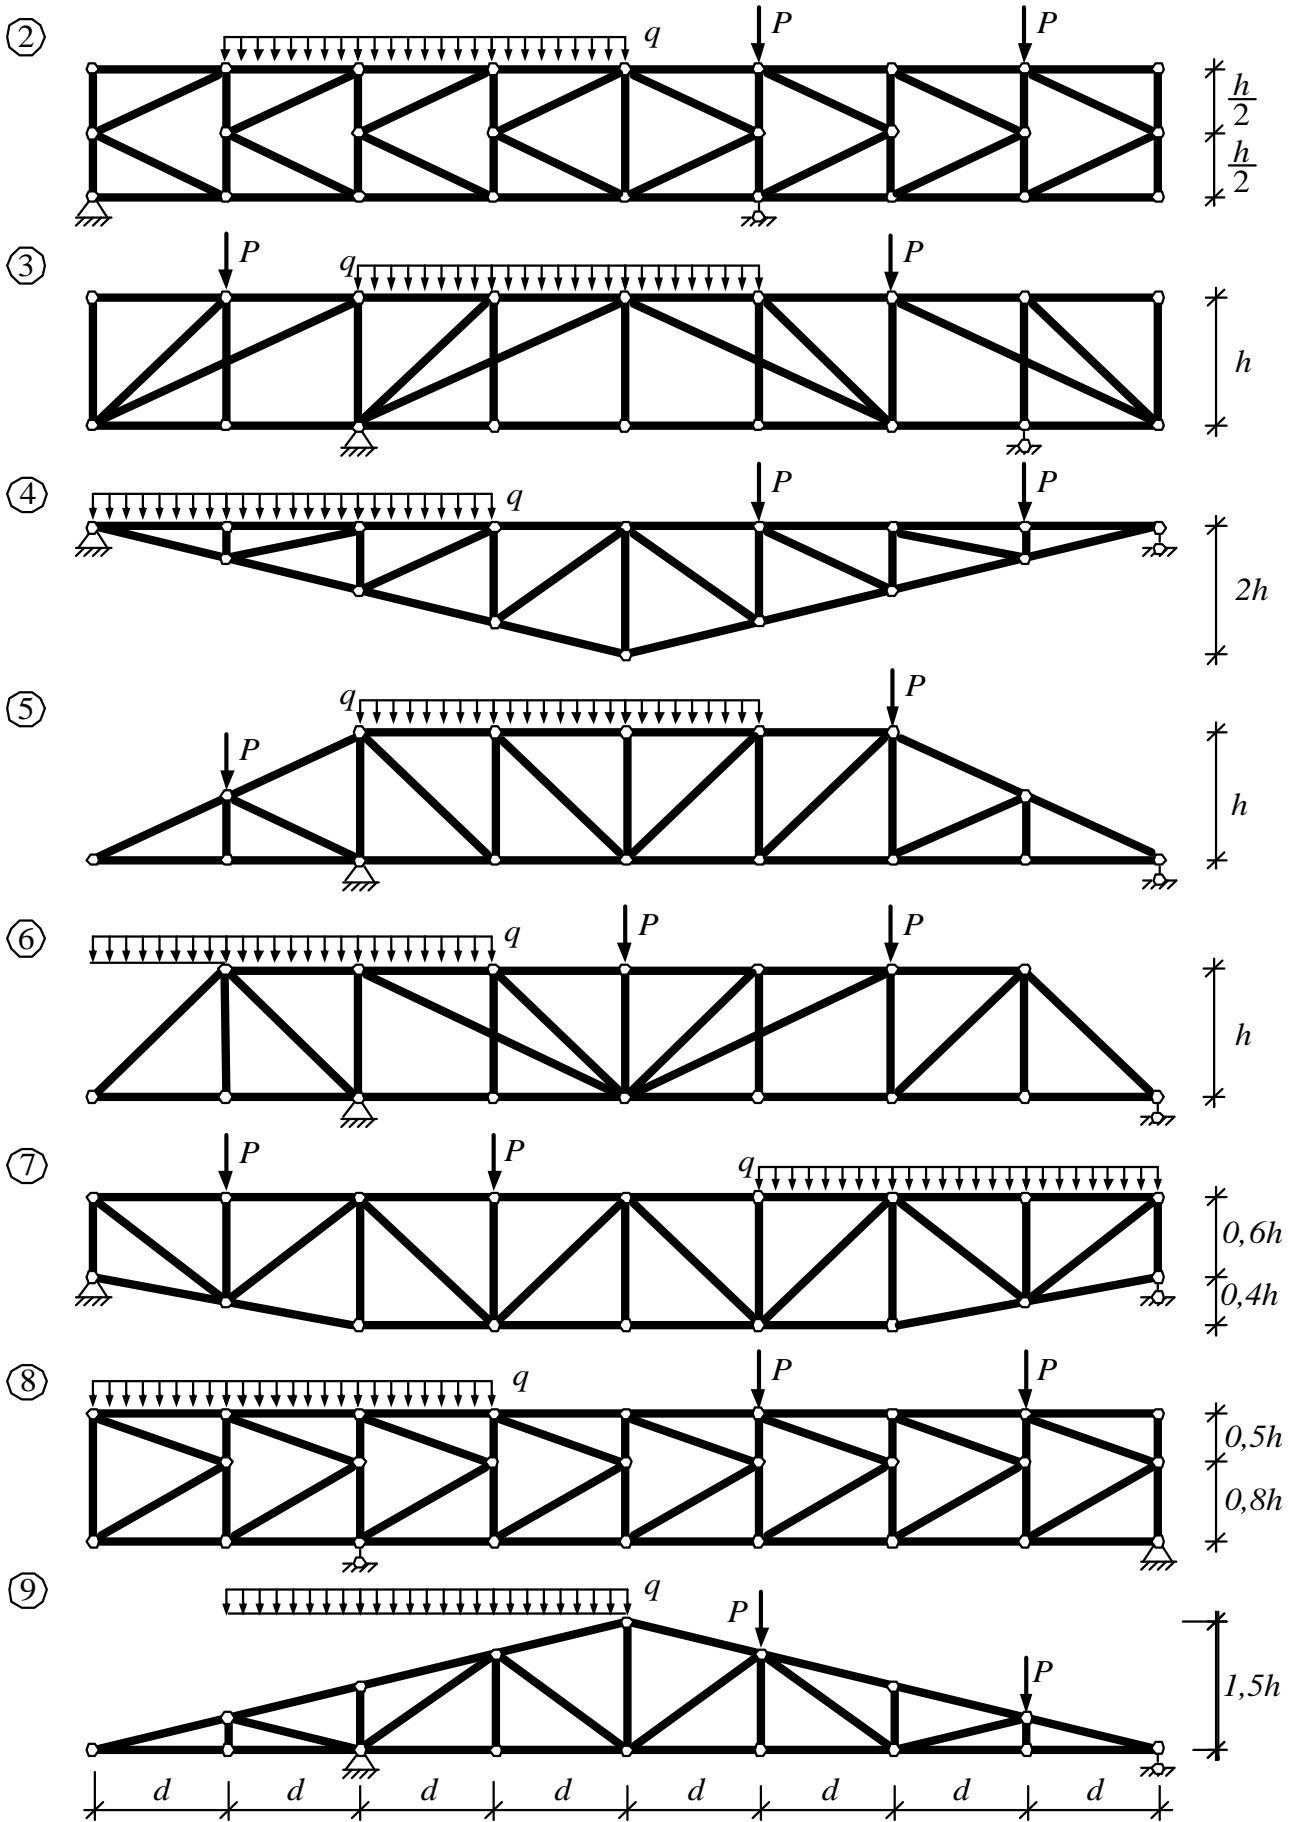 2 q P P
h/2
h/2
3 P q P
h
4 q P P
2h
5 P q P
h
6 q P P
h
7 P P q
0,6h
0,4h
8 q P P
0,5h
0,8h
9 q P P
1,5h
d d d d d d d d